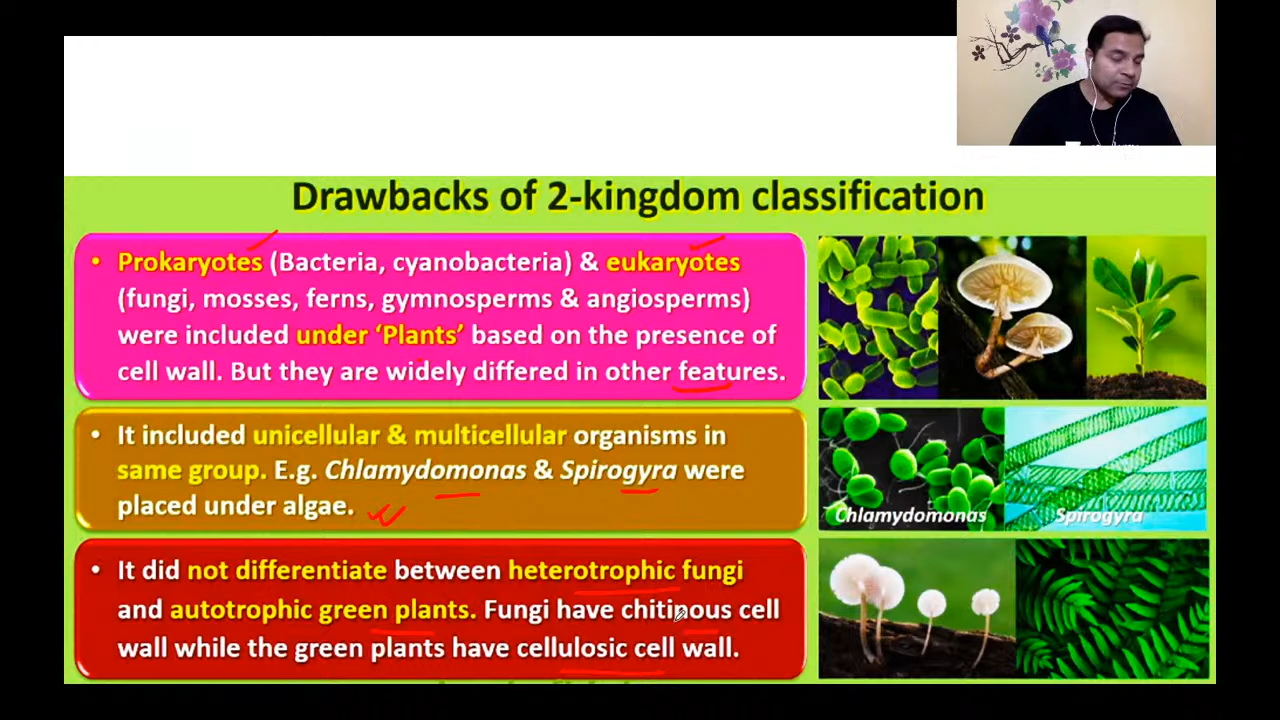 Drawbacks of 2-kingdom classification
• Prokaryotes (Bacteria, cyanobacteria) & eukaryotes
(fungi, mosses, ferns, gymnosperms & angiosperms)
were included under ‘Plants’ based on the presence of
cell wall. But they are widely differed in other features.
• It included unicellular & multicellular organisms in
same group. E.g. Chlamydomonas & Spirogyra were
placed under algae.
Chlamydomonas
Spirogyra
• It did not differentiate between heterotrophic fungi
and autotrophic green plants. Fungi have chitinous cell
wall while the green plants have cellulosic cell wall.